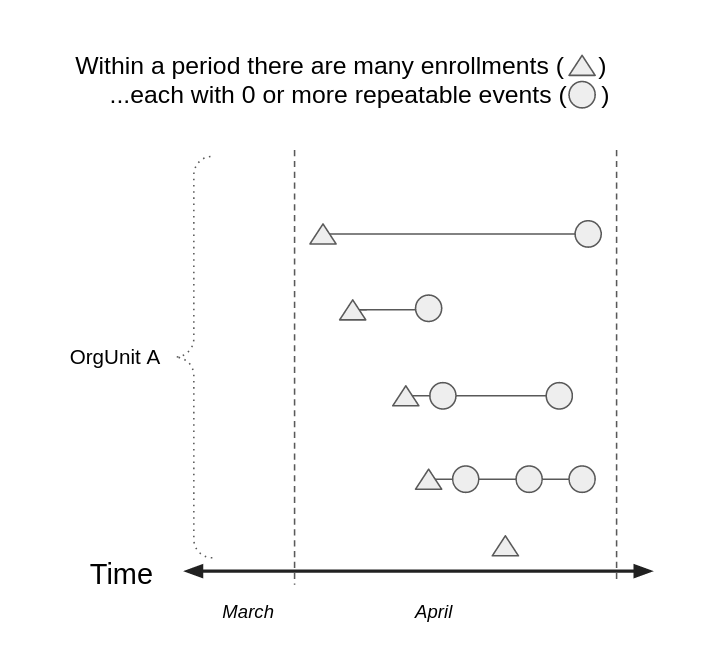 Within a period there are many enrollments ( )
...each with 0 or more repeatable events ( )
OrgUnit A
Time
March
April